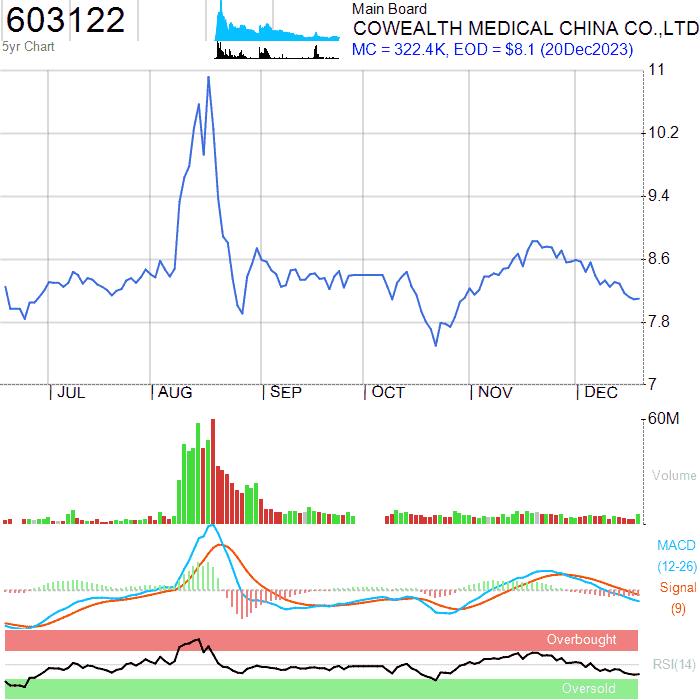 603122
5yr Chart
Main Board
COWEALTH MEDICAL CHINA CO.,LTD
MC = 322.4K, EOD = $8.1 (20Dec2023)
11
10.2
9.4
8.6
7.8
7
JUL
AUG
SEP
OCT
NOV
DEC
60M
Volume
MACD
(12-26)
Signal
(9)
Overbought
RSI(14)
Oversold